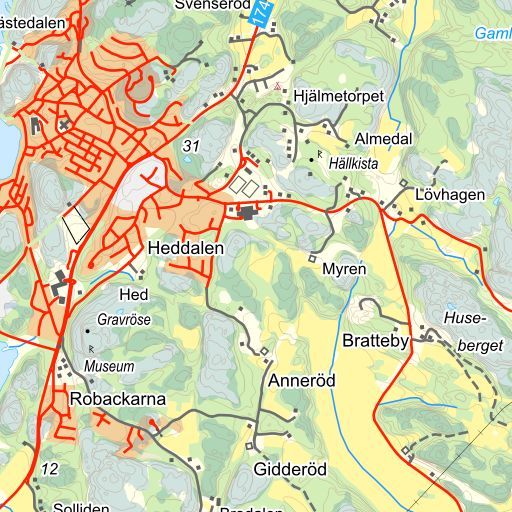 Svenseröd
ästedalen
174
Gaml
Hjälmetorpet
31
Almedal
Hällkista
Lövhagen
Heddalen
Myren
Hed
Gravröse
Bratteby
Huse-
berget
Museum
Anneröd
Robackarna
Gidderöd
12
Solliden
Bredalen